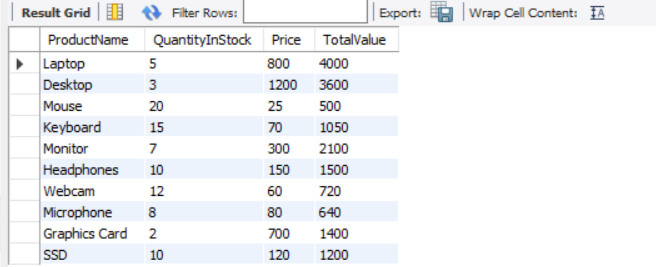 Result Grid Filter Rows: Export: Wrap Cell Content: IA
ProductName QuantityInStock Price TotalValue
Laptop 5 800 4000
Desktop 3 1200 3600
Mouse 20 25 500
Keyboard 15 70 1050
Monitor 7 300 2100
Headphones 10 150 1500
Webcam 12 60 720
Microphone 8 80 640
Graphics Card 2 700 1400
SSD 10 120 1200